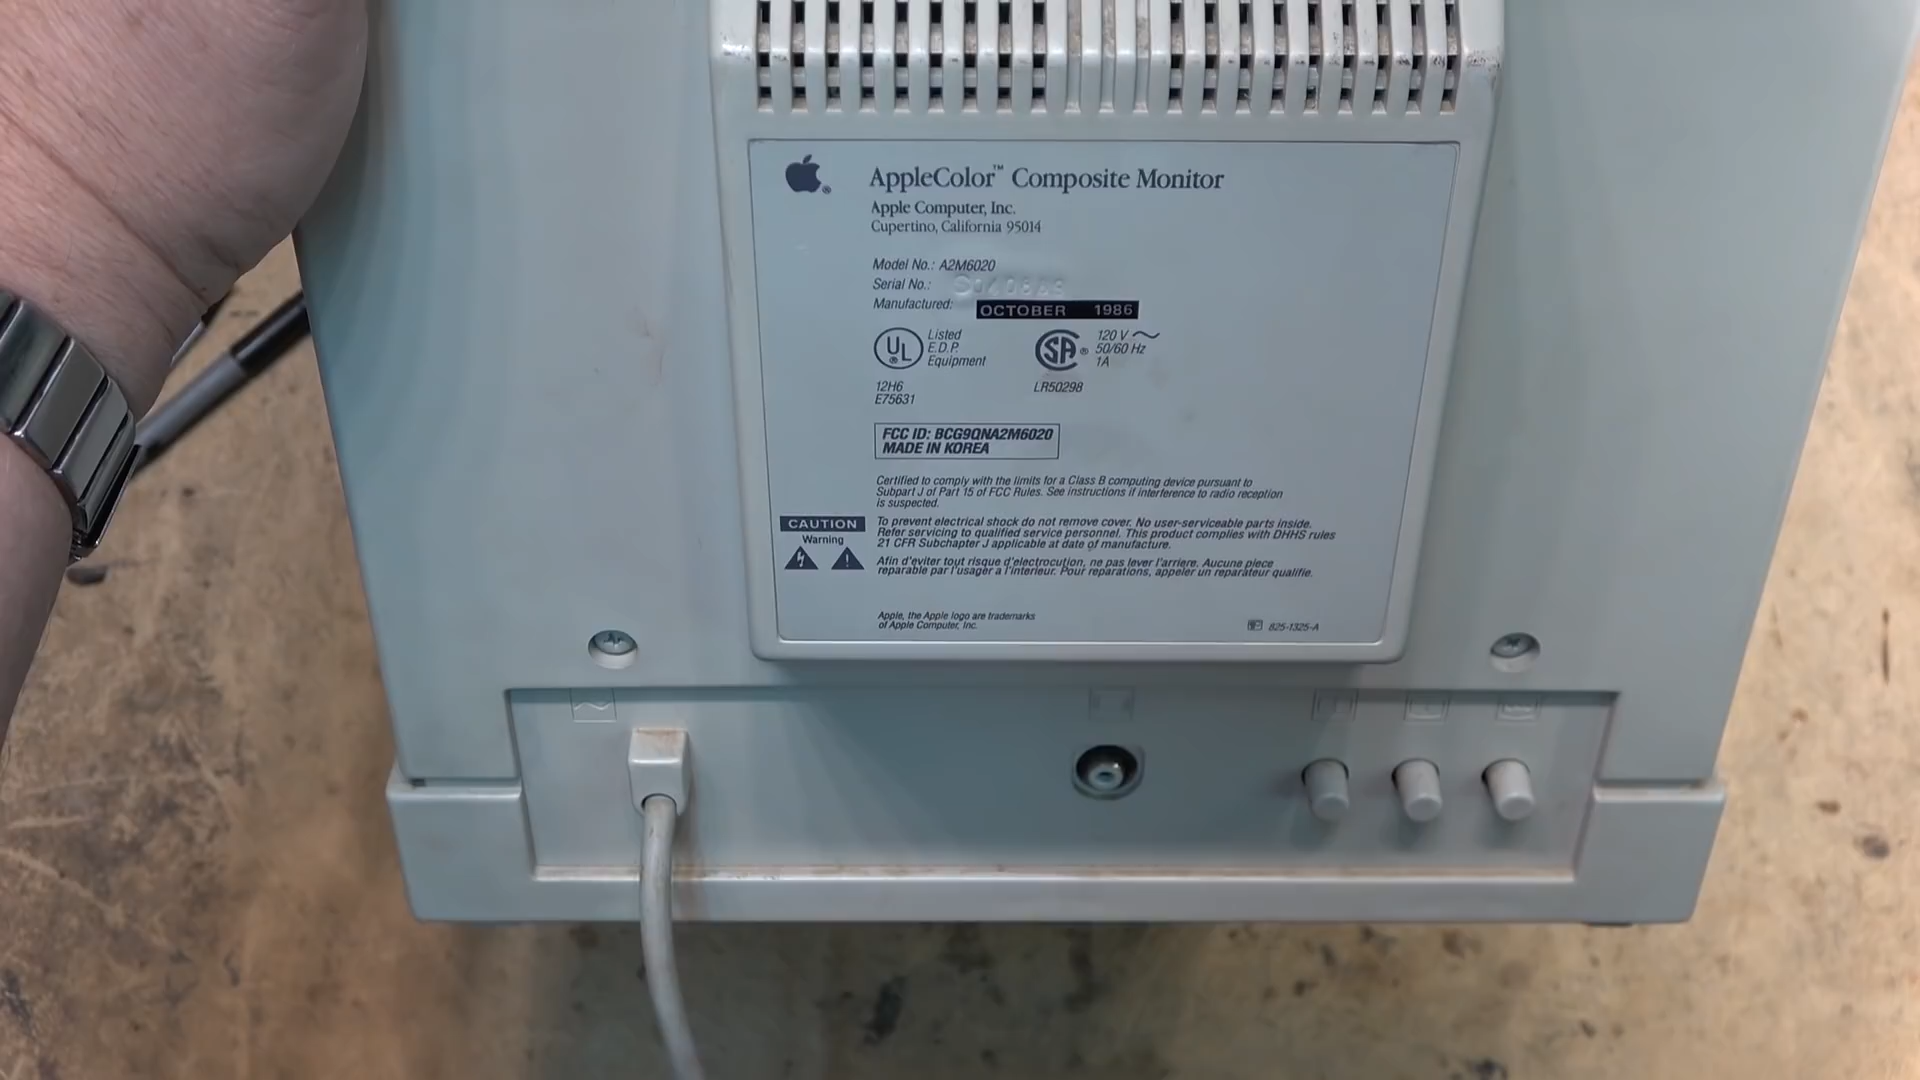 AppleColor™ Composite Monitor
Apple Computer, Inc.
Cupertino, California 95014
Model No.: A2M6020
Serial No.:
Manufactured: OCTOBER 1986
UL® Listed
E.D.P.
Equipment
12H6
E75631
SA® 120 V
50/60 Hz
1A
LR50298
FCC ID: BCG9QNA2M6020
MADE IN KOREA
Certified to comply with the limits for a Class B computing device pursuant to
Subpart J of Part 15 of FCC Rules. See instructions if interference to radio reception
is suspected.
CAUTION
Warning
To prevent electrical shock do not remove cover. No user-serviceable parts inside.
Refer servicing to qualified service personnel. This product complies with DHHS rules
21 CFR Subchapter J applicable at date of manufacture.
Afin d'eviter tout risque d'electrocution, ne pas lever l'arriere. Aucune piece
reparable par l'usager a l'interieur. Pour reparations, appeler un reparateur qualifie.
Apple, the Apple logo are trademarks
of Apple Computer, Inc.
825-1325-A